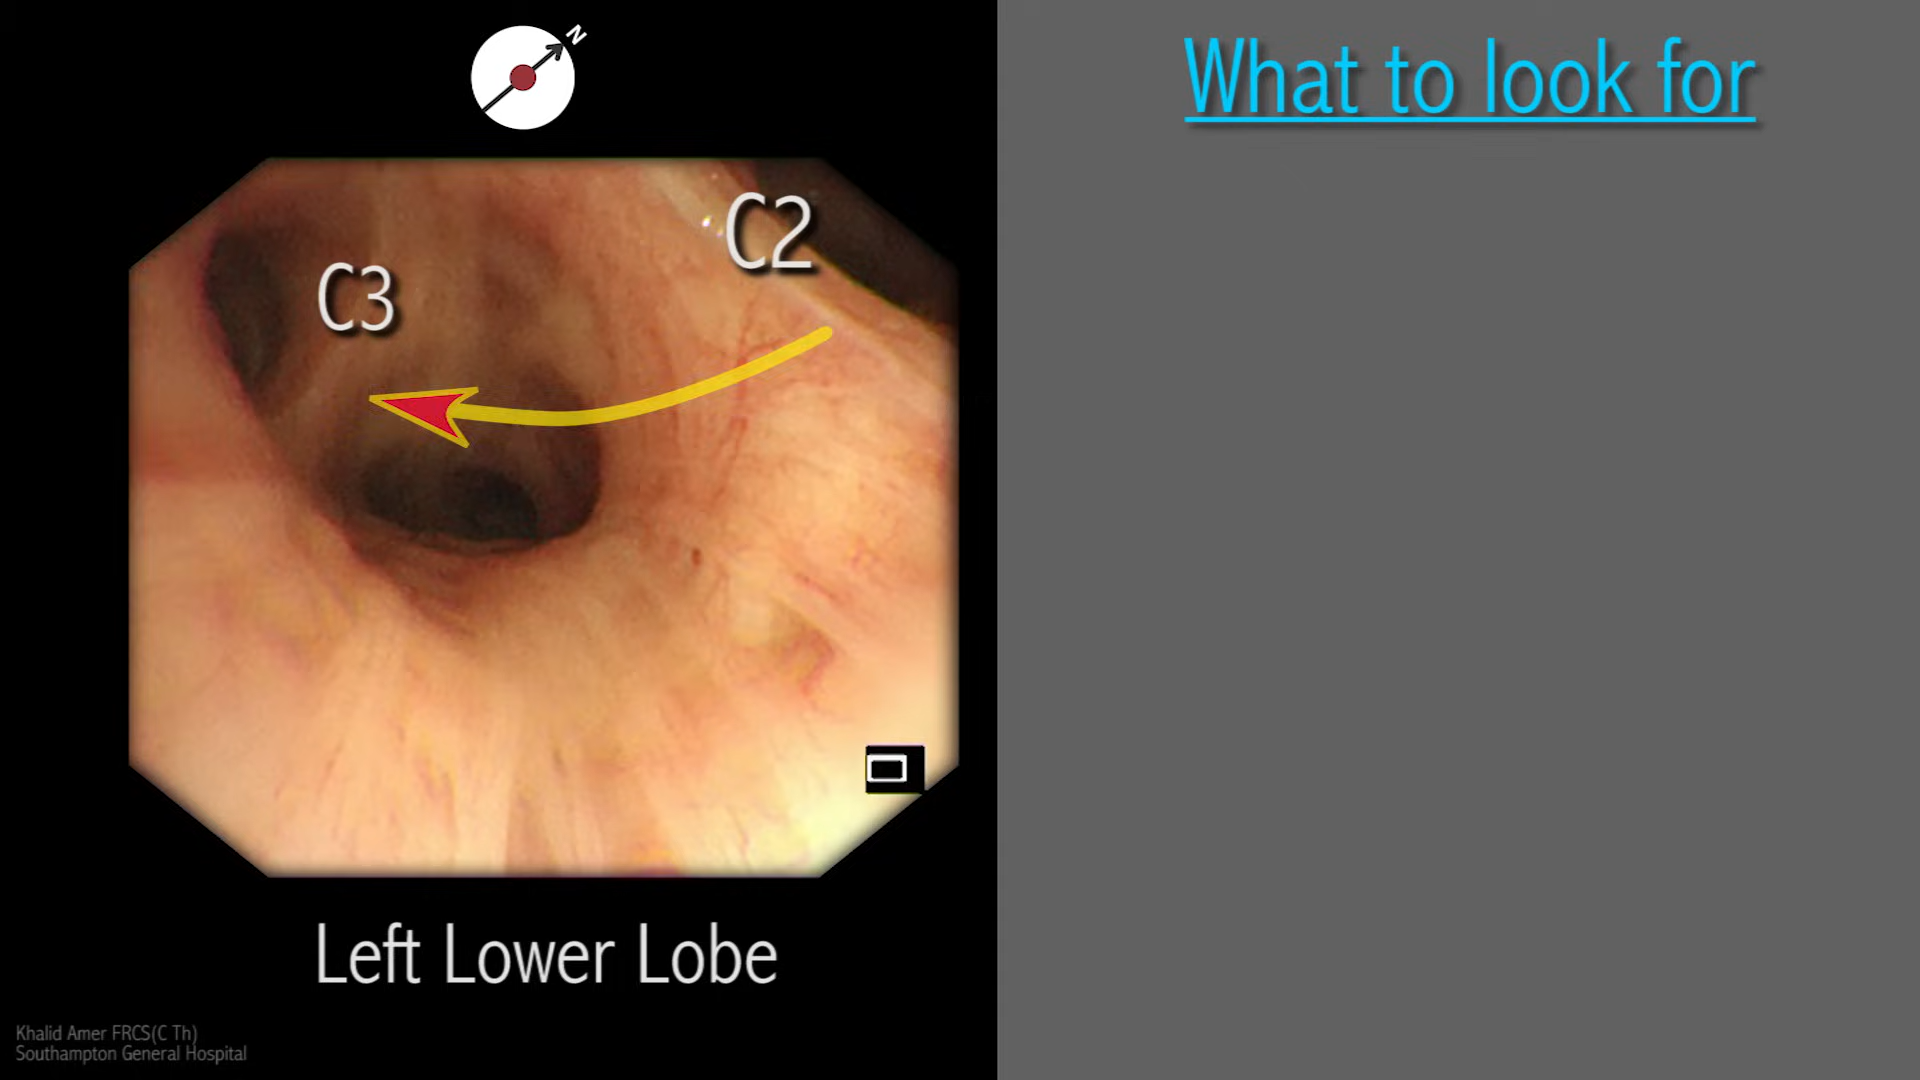 N
What to look for
C2
C3
Left Lower Lobe
Khalid Amer FRCS(C Th)
Southampton General Hospital